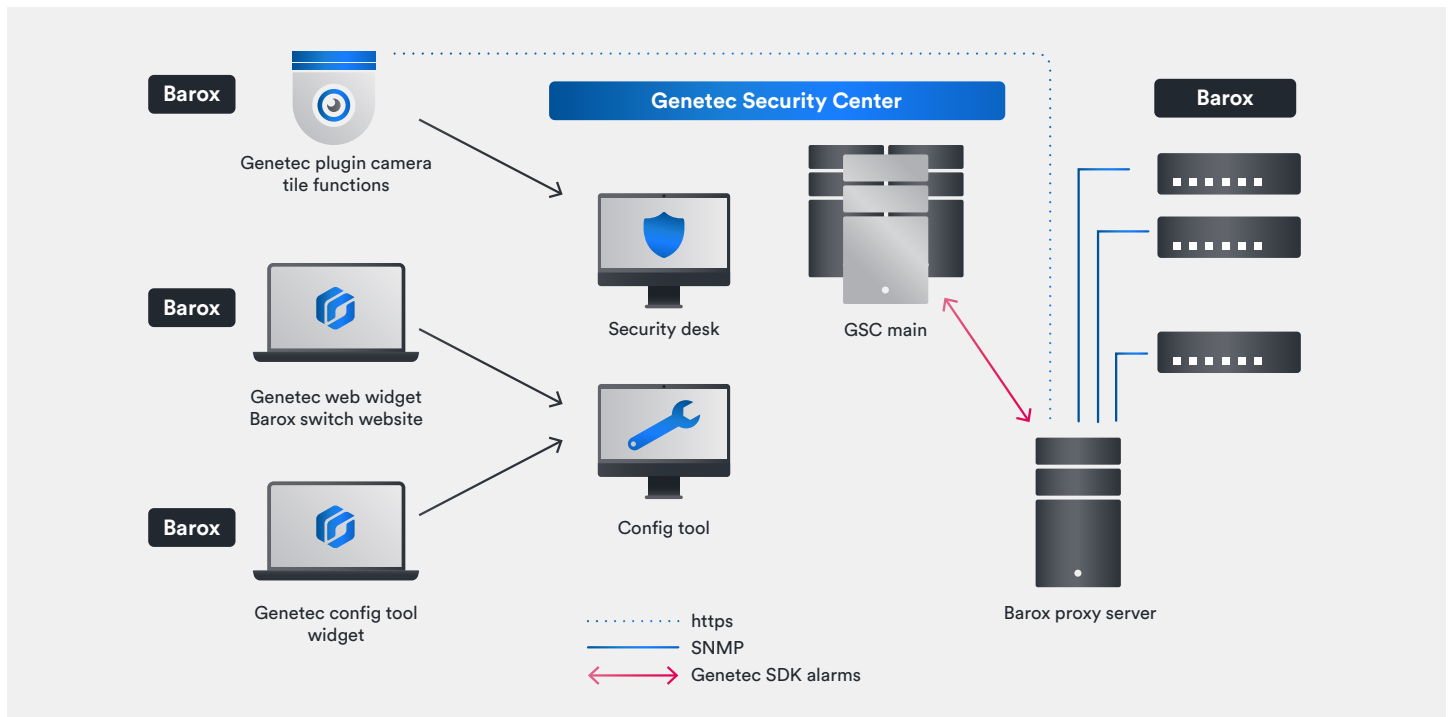 Barox
Genetec plugin camera
tile functions
Genetec Security Center
Barox
Security desk
GSC main
Barox
Genetec web widget
Barox switch website
Config tool
Barox
Genetec config tool
widget
Barox proxy server
https
SNMP
Genetec SDK alarms